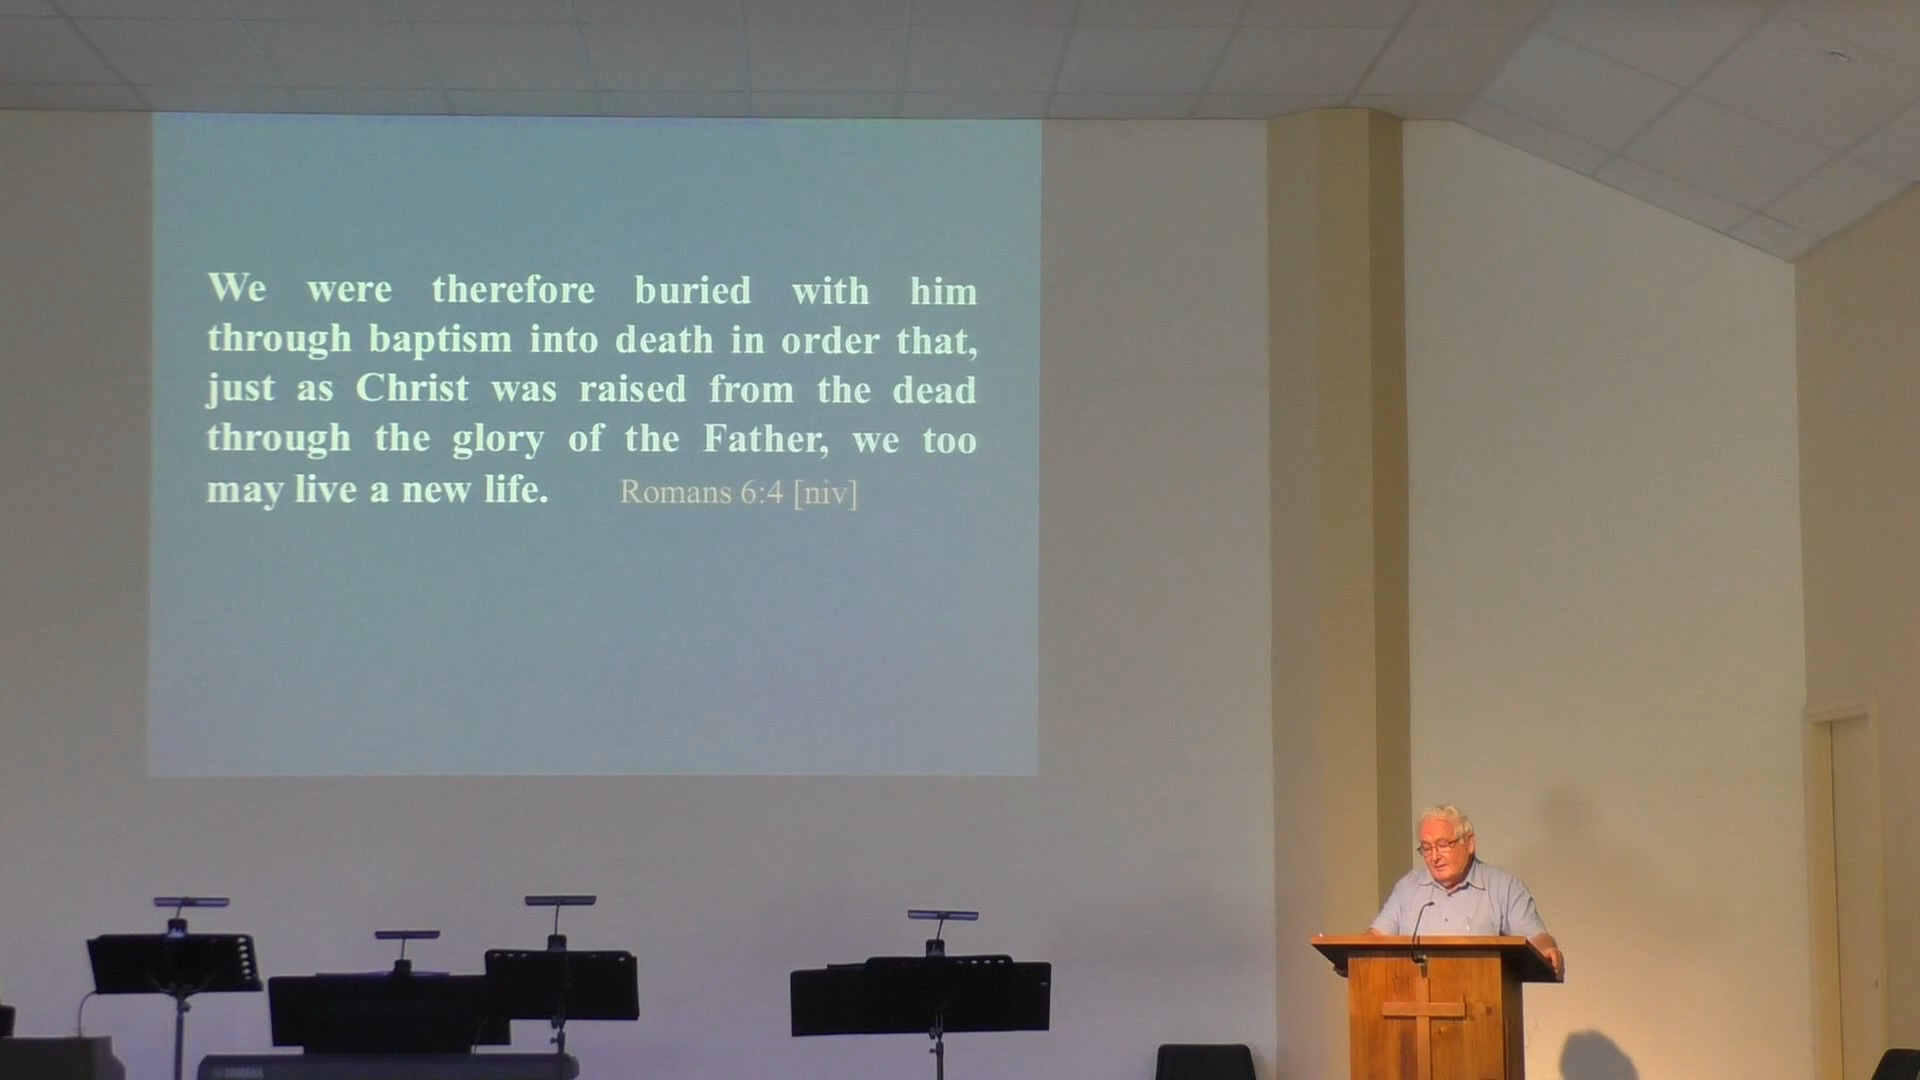 We were therefore buried with him
through baptism into death in order that,
just as Christ was raised from the dead
through the glory of the Father, we too
may live a new life. Romans 6:4 [niv]
YAMAHA